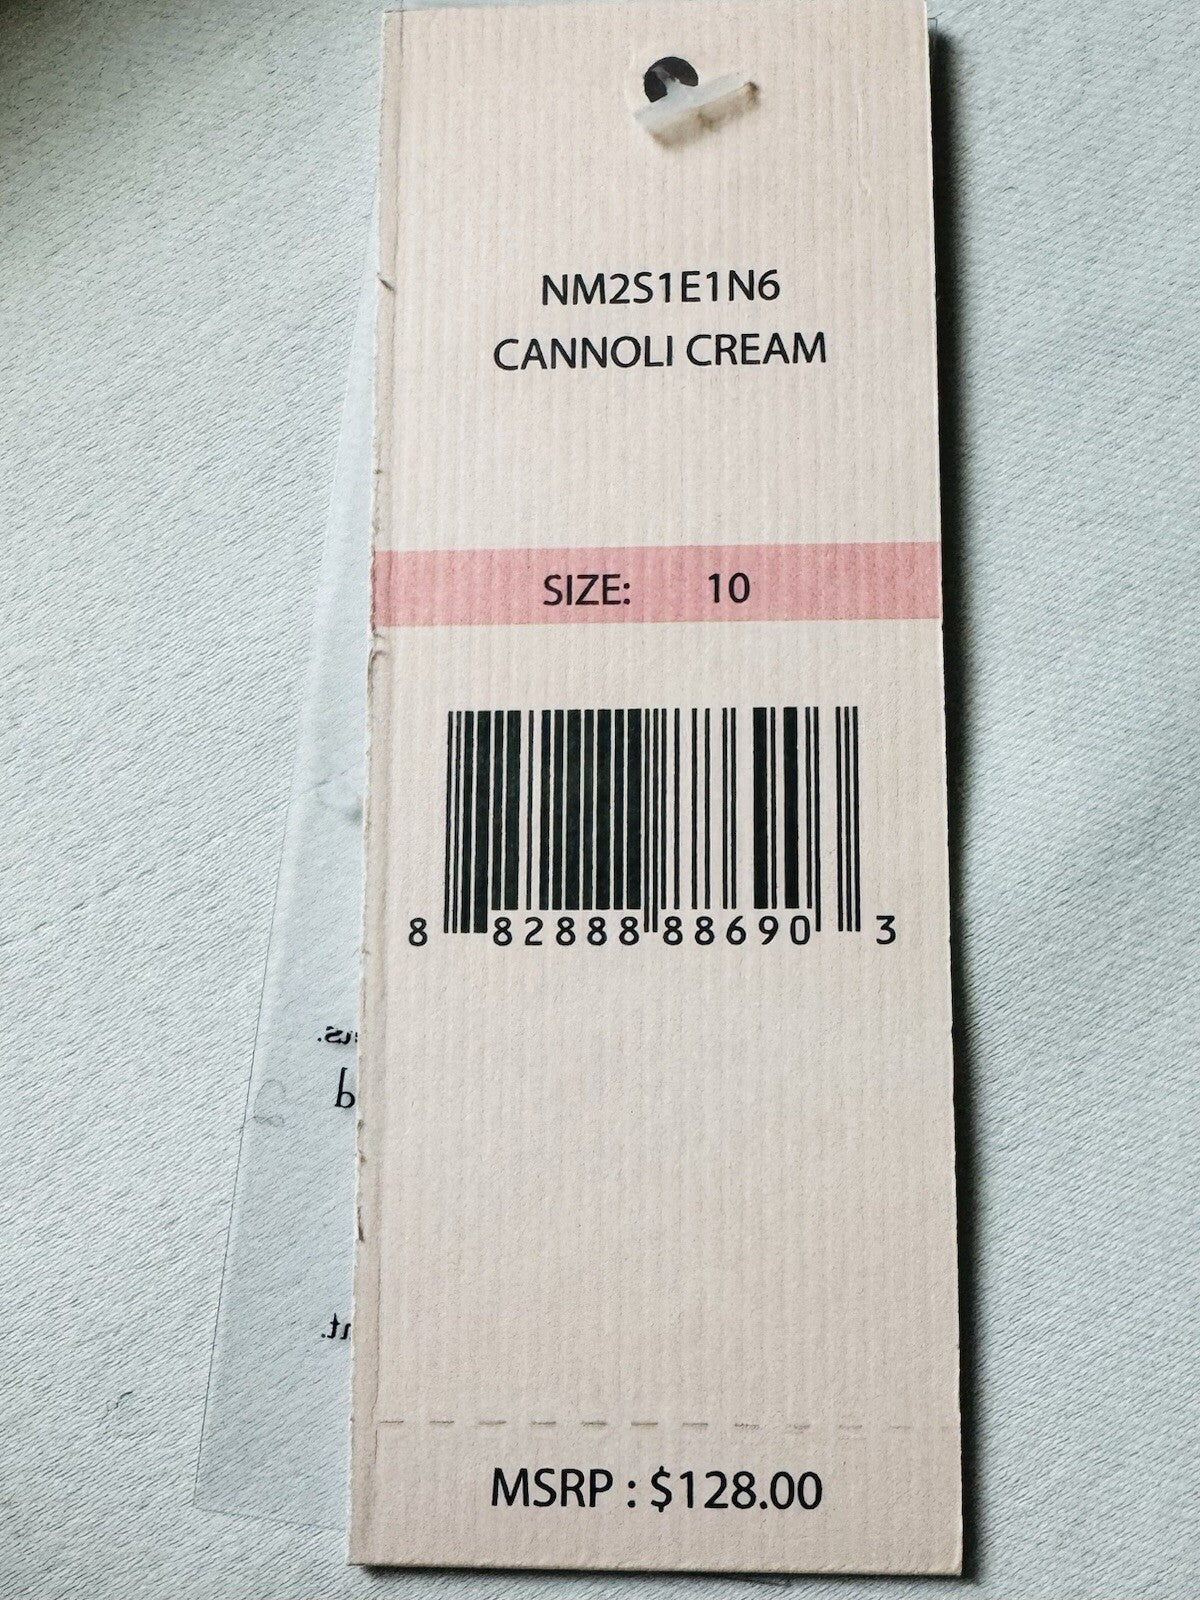 NM2S1E1N6
CANNOLI CREAM
SIZE: 10
8 82888 88690 3
MSRP : $128.00